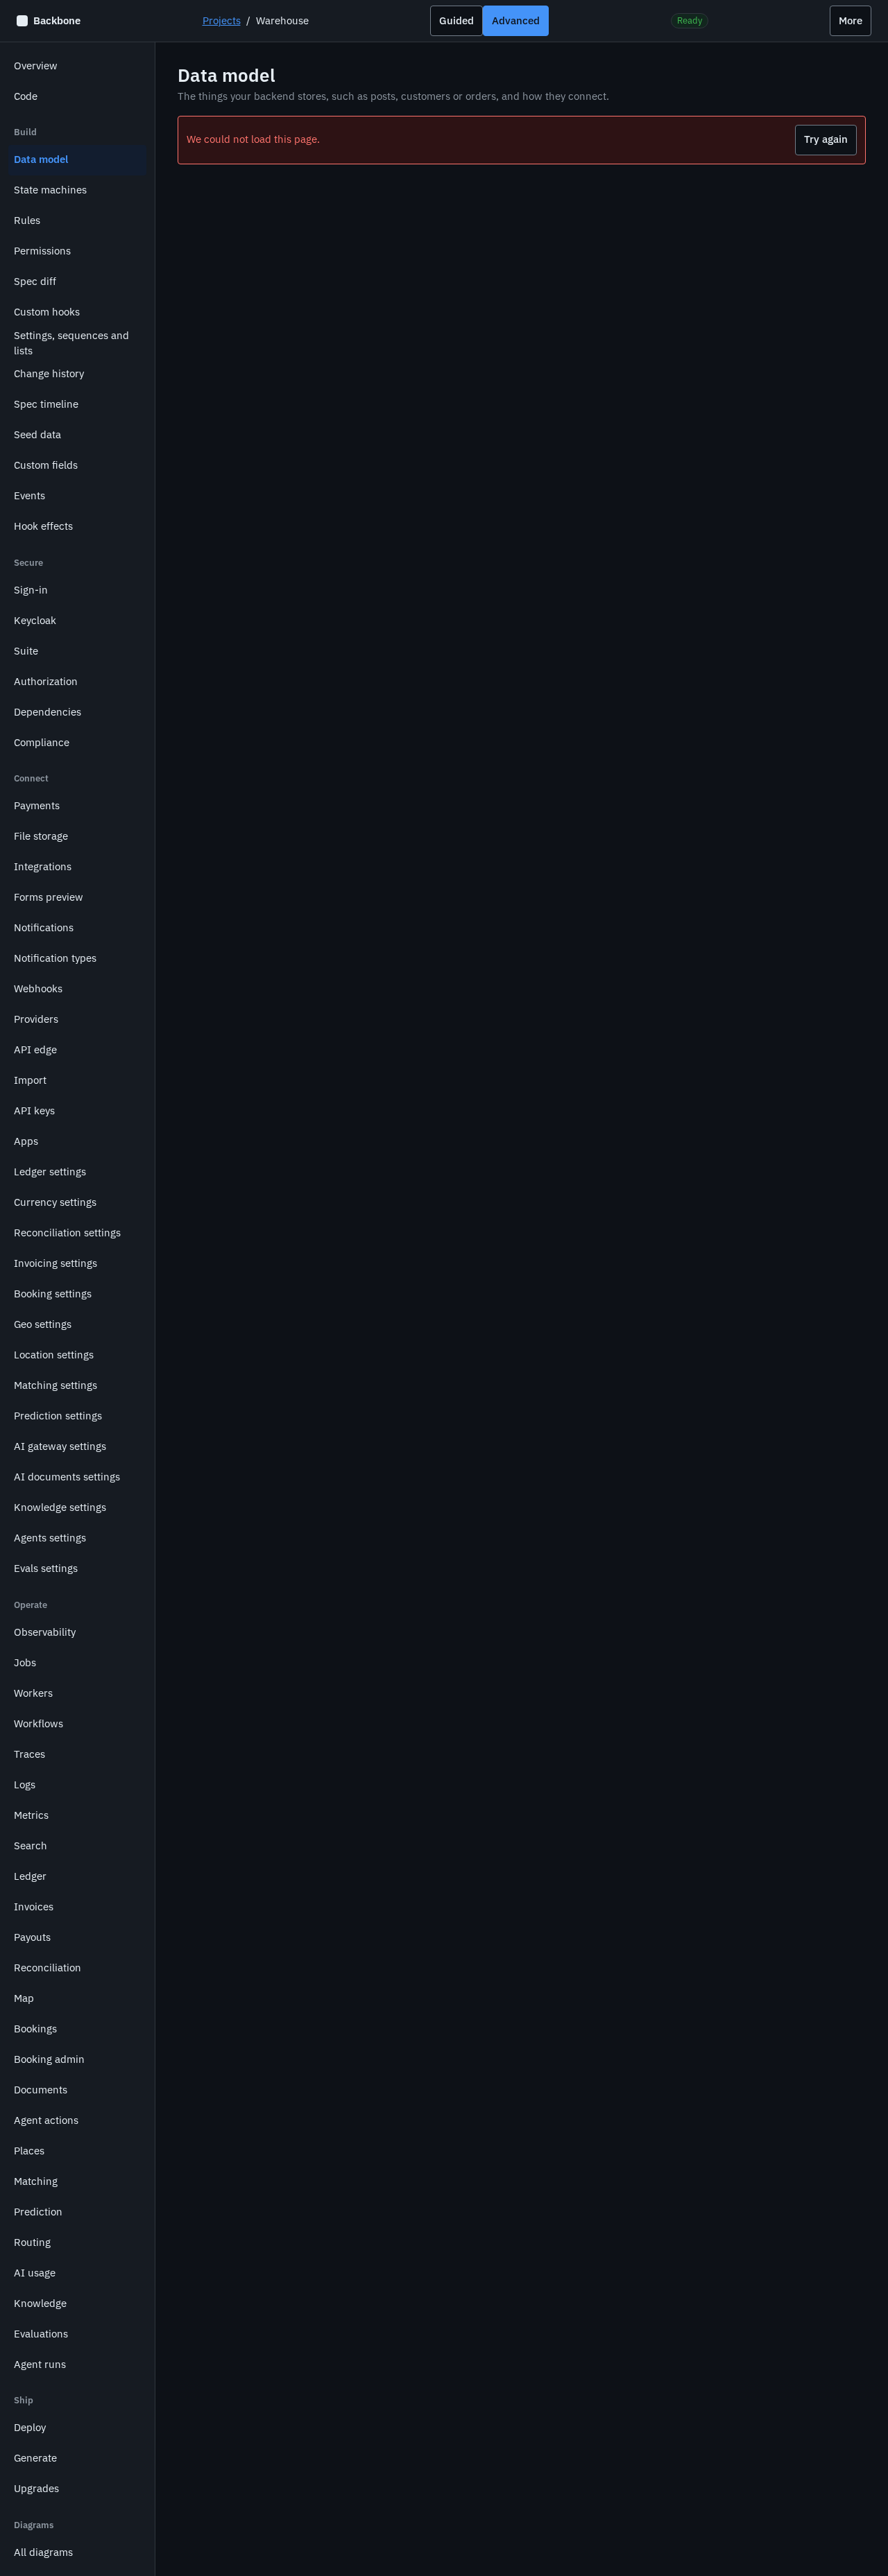 Backbone
Projects / Warehouse
Guided
Advanced
Ready
More
Overview
Code
Build
Data model
State machines
Rules
Permissions
Spec diff
Custom hooks
Settings, sequences and
lists
Change history
Spec timeline
Seed data
Custom fields
Events
Hook effects
Secure
Sign-in
Keycloak
Suite
Authorization
Dependencies
Compliance
Connect
Payments
File storage
Integrations
Forms preview
Notifications
Notification types
Webhooks
Providers
API edge
Import
API keys
Apps
Ledger settings
Currency settings
Reconciliation settings
Invoicing settings
Booking settings
Geo settings
Location settings
Matching settings
Prediction settings
AI gateway settings
AI documents settings
Knowledge settings
Agents settings
Evals settings
Operate
Observability
Jobs
Workers
Workflows
Traces
Logs
Metrics
Search
Ledger
Invoices
Payouts
Reconciliation
Map
Bookings
Booking admin
Documents
Agent actions
Places
Matching
Prediction
Routing
AI usage
Knowledge
Evaluations
Agent runs
Ship
Deploy
Generate
Upgrades
Diagrams
All diagrams
Data model
The things your backend stores, such as posts, customers or orders, and how they connect.
We could not load this page.
Try again